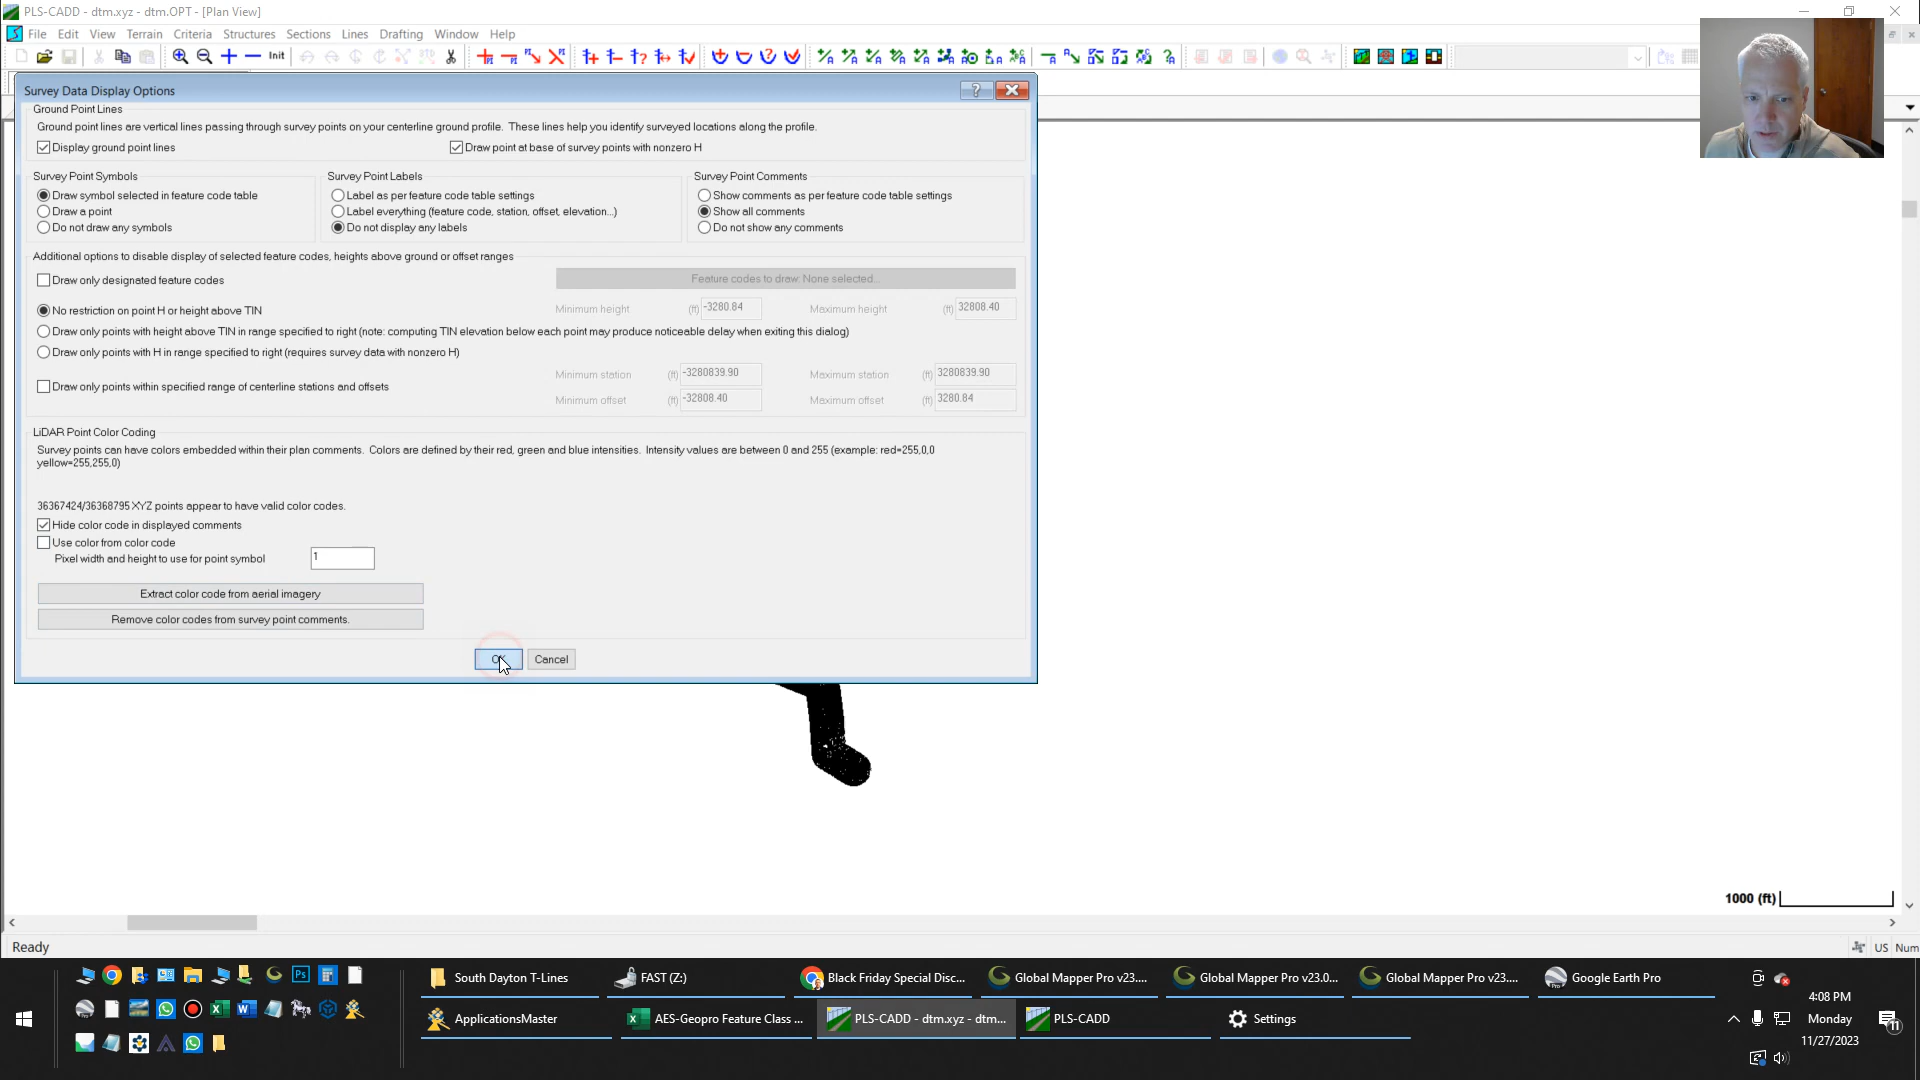 PLS-CADD - dtm.xyz - dtm.OPT - [Plan View]
File Edit View Terrain Criteria Structures Sections Lines Drafting Window Help
Init
Survey Data Display Options
Ground Point Lines
Ground point lines are vertical lines passing through survey points on your centerline ground profile. These lines help you identify surveyed locations along the profile.
Display ground point lines
Draw point at base of survey points with nonzero H
Survey Point Symbols
Draw symbol selected in feature code table
Draw a point
Do not draw any symbols
Survey Point Labels
Label as per feature code table settings
Label everything (feature code, station, offset, elevation...)
Do not display any labels
Survey Point Comments
Show comments as per feature code table settings
Show all comments
Do not show any comments
Additional options to disable display of selected feature codes, heights above ground or offset ranges
Draw only designated feature codes
Feature codes to draw: None selected...
No restriction on point H or height above TIN
Minimum height (ft) -3280.84 Maximum height (ft) 32808.40
Draw only points with height above TIN in range specified to right (note: computing TIN elevation below each point may produce noticeable delay when exiting this dialog)
Draw only points with H in range specified to right (requires survey data with nonzero H)
Minimum station (ft) -3280839.90 Maximum station (ft) 3280839.90
Draw only points within specified range of centerline stations and offsets
Minimum offset (ft) -32808.40 Maximum offset (ft) 3280.84
LiDAR Point Color Coding
Survey points can have colors embedded within their plan comments. Colors are defined by their red, green and blue intensities. Intensity values are between 0 and 255 (example: red=255,0,0
yellow=255,255,0)
36367424/36368795 XYZ points appear to have valid color codes.
Hide color code in displayed comments
Use color from color code
Pixel width and height to use for point symbol 1
Extract color code from aerial imagery
Remove color codes from survey point comments.
OK Cancel
1000 (ft)
Ready
US Num
South Dayton T-Lines
FAST (Z:)
Black Friday Special Disc...
Global Mapper Pro v23....
Global Mapper Pro v23.0...
Global Mapper Pro v23....
Google Earth Pro
ApplicationsMaster
AES-Geopro Feature Class ...
PLS-CADD - dtm.xyz - dtm...
PLS-CADD
Settings
4:08 PM
Monday
11/27/2023
11